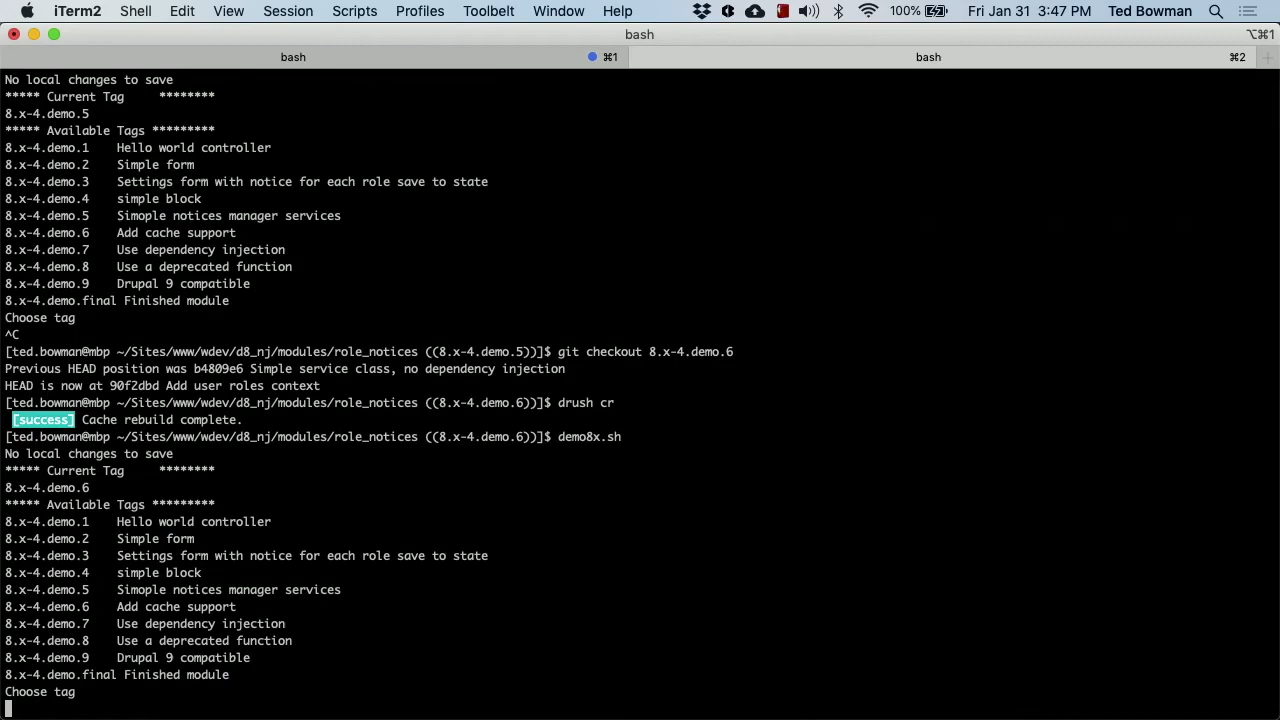 iTerm2 Shell Edit View Session Scripts Profiles Toolbelt Window Help 100% Fri Jan 31 3:47 PM Ted Bowman
bash ⌥⌘1
bash ⌘1 bash ⌘2 +
No local changes to save
***** Current Tag     ********
8.x-4.demo.5
***** Available Tags *********
8.x-4.demo.1    Hello world controller
8.x-4.demo.2    Simple form
8.x-4.demo.3    Settings form with notice for each role save to state
8.x-4.demo.4    simple block
8.x-4.demo.5    Simople notices manager services
8.x-4.demo.6    Add cache support
8.x-4.demo.7    Use dependency injection
8.x-4.demo.8    Use a deprecated function
8.x-4.demo.9    Drupal 9 compatible
8.x-4.demo.final Finished module
Choose tag
^C
[ted.bowman@mbp ~/Sites/www/wdev/d8_nj/modules/role_notices ((8.x-4.demo.5))]$ git checkout 8.x-4.demo.6
Previous HEAD position was b4809e6 Simple service class, no dependency injection
HEAD is now at 90f2dbd Add user roles context
[ted.bowman@mbp ~/Sites/www/wdev/d8_nj/modules/role_notices ((8.x-4.demo.6))]$ drush cr
[success] Cache rebuild complete.
[ted.bowman@mbp ~/Sites/www/wdev/d8_nj/modules/role_notices ((8.x-4.demo.6))]$ demo8x.sh
No local changes to save
***** Current Tag     ********
8.x-4.demo.6
***** Available Tags *********
8.x-4.demo.1    Hello world controller
8.x-4.demo.2    Simple form
8.x-4.demo.3    Settings form with notice for each role save to state
8.x-4.demo.4    simple block
8.x-4.demo.5    Simople notices manager services
8.x-4.demo.6    Add cache support
8.x-4.demo.7    Use dependency injection
8.x-4.demo.8    Use a deprecated function
8.x-4.demo.9    Drupal 9 compatible
8.x-4.demo.final Finished module
Choose tag